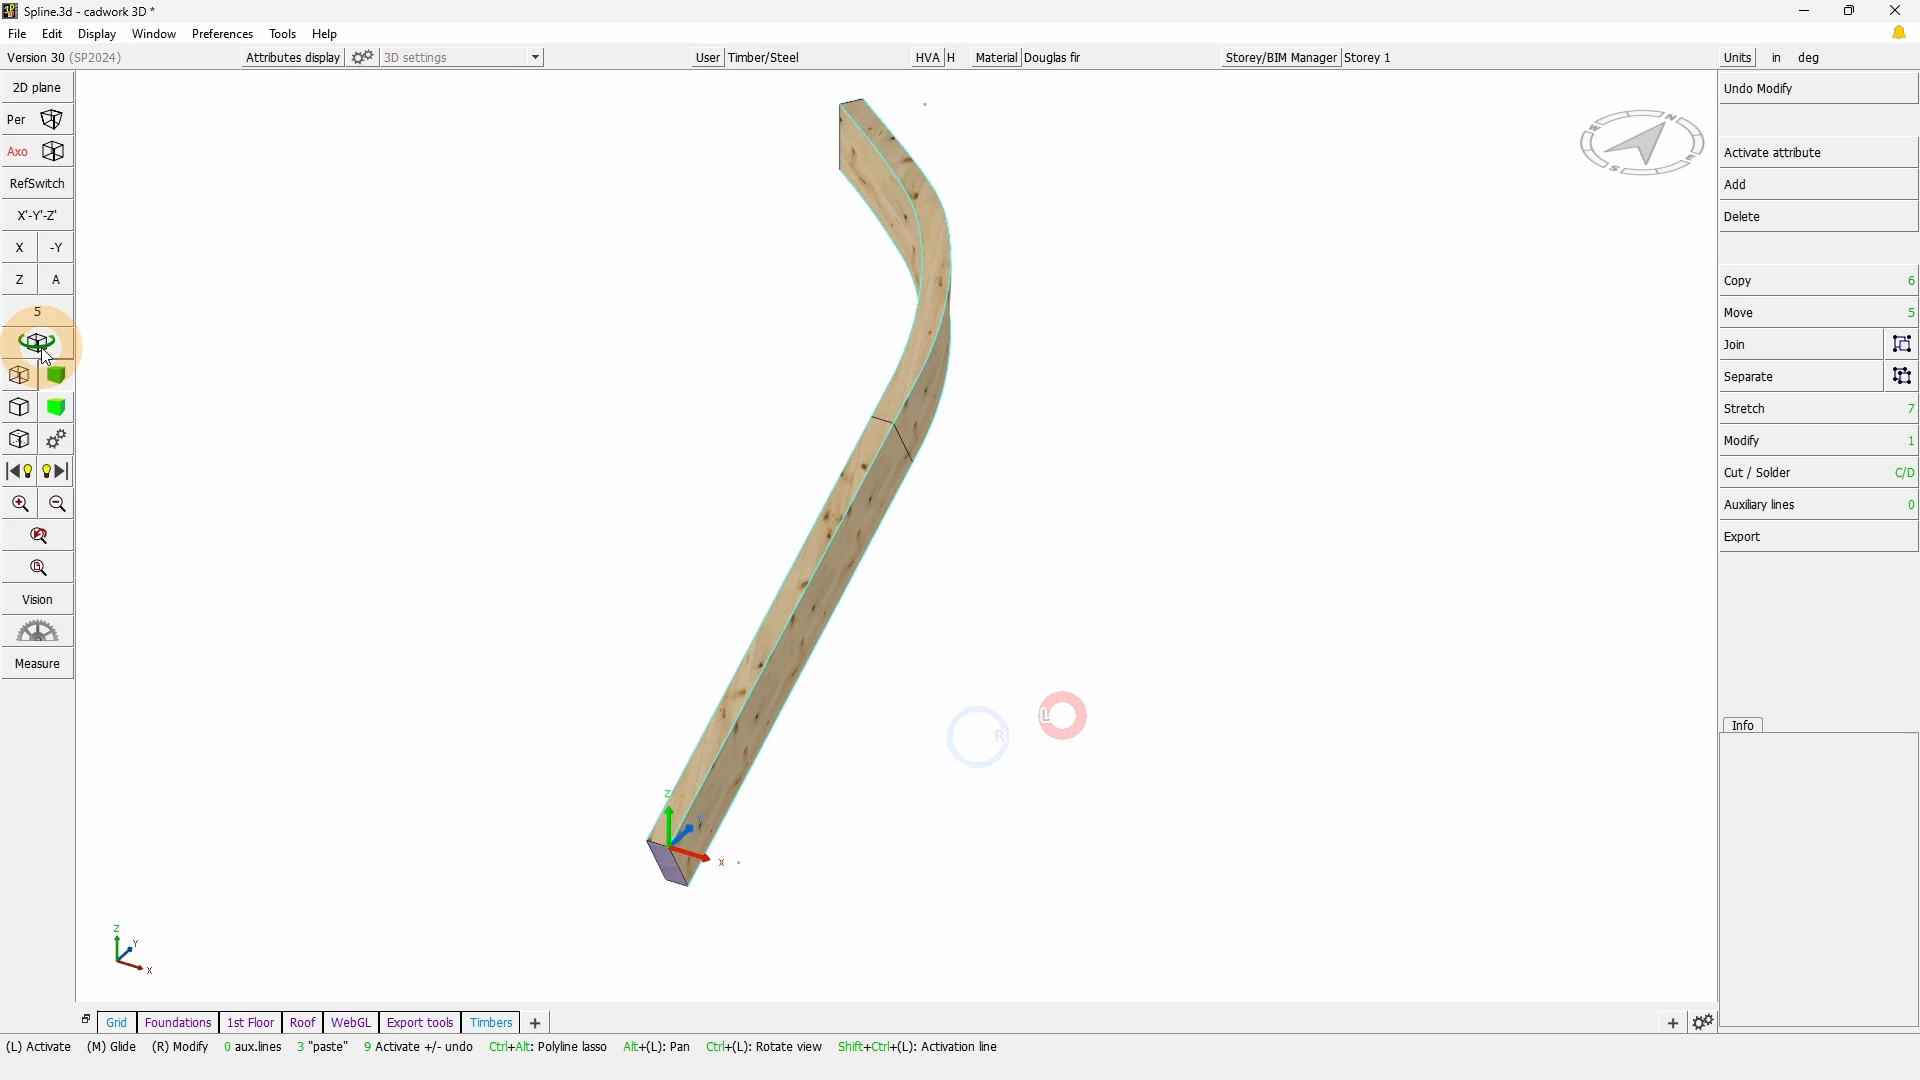 Spline.3d - cadwork 3D *
File Edit Display Window Preferences Tools Help
Version 30 (SP2024) Attributes display 3D settings User Timber/Steel HVA H Material Douglas fir Storey/BIM Manager Storey 1 Units in deg
2D plane
Per
Axo
RefSwitch
X'-Y'-Z'
X -Y
Z A
5
Vision
Measure
N
E
S
W
L
R
Z
Y
X
Z
Y
X
Undo Modify
Activate attribute
Add
Delete
Copy 6
Move 5
Join
Separate
Stretch 7
Modify 1
Cut / Solder C/D
Auxiliary lines 0
Export
Info
Grid Foundations 1st Floor Roof WebGL Export tools Timbers + +
(L) Activate (M) Glide (R) Modify 0 aux.lines 3 "paste" 9 Activate +/- undo Ctrl+Alt: Polyline lasso Alt+(L): Pan Ctrl+(L): Rotate view Shift+Ctrl+(L): Activation line